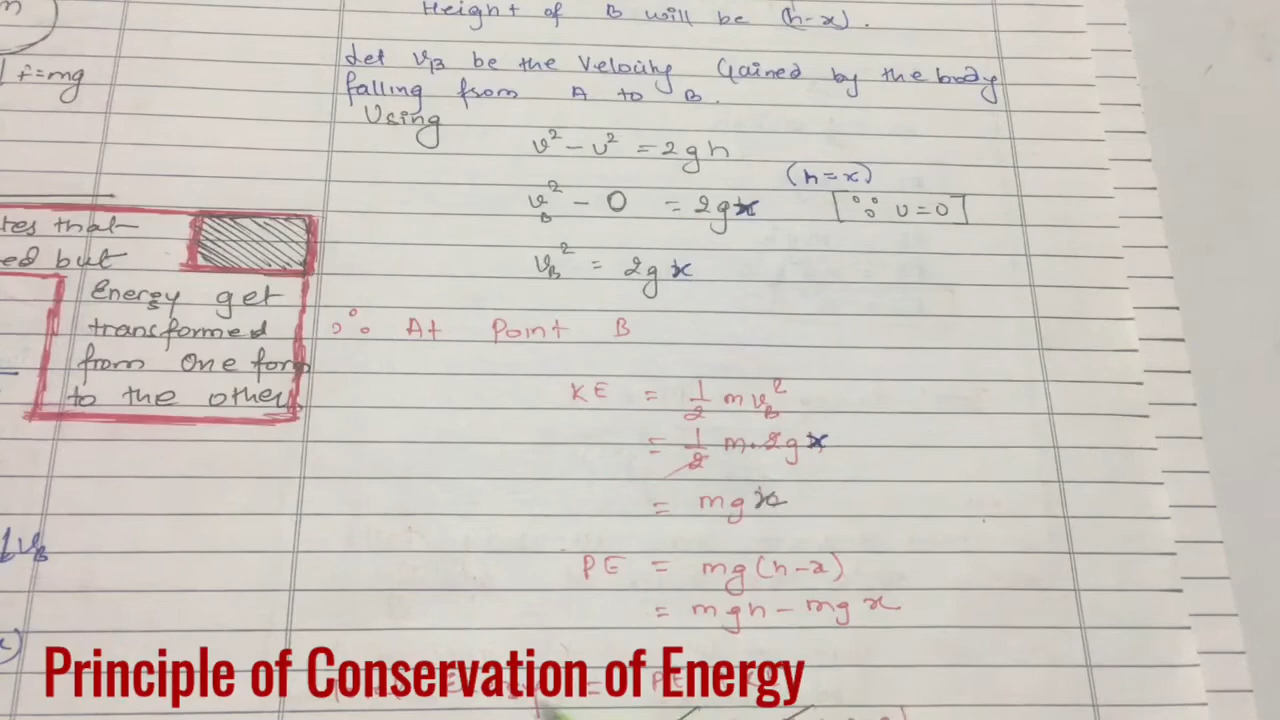 Height of B will be (h-x).
f=mg
Let VB be the Velocity Gained by the body
falling from A to B.
Using
v² - u² = 2gh
(h=x)
vB² - 0 = 2gx [∵ u=0]
vB² = 2gx
tes that
ed but
Energy get
transformed
from One form
to the other
∴ At Point B
KE = 1/2 m vB²
= 1/2 m·2gx
= mgx
VB
PE = mg(h-x)
= mgh - mgx
Principle of Conservation of Energy